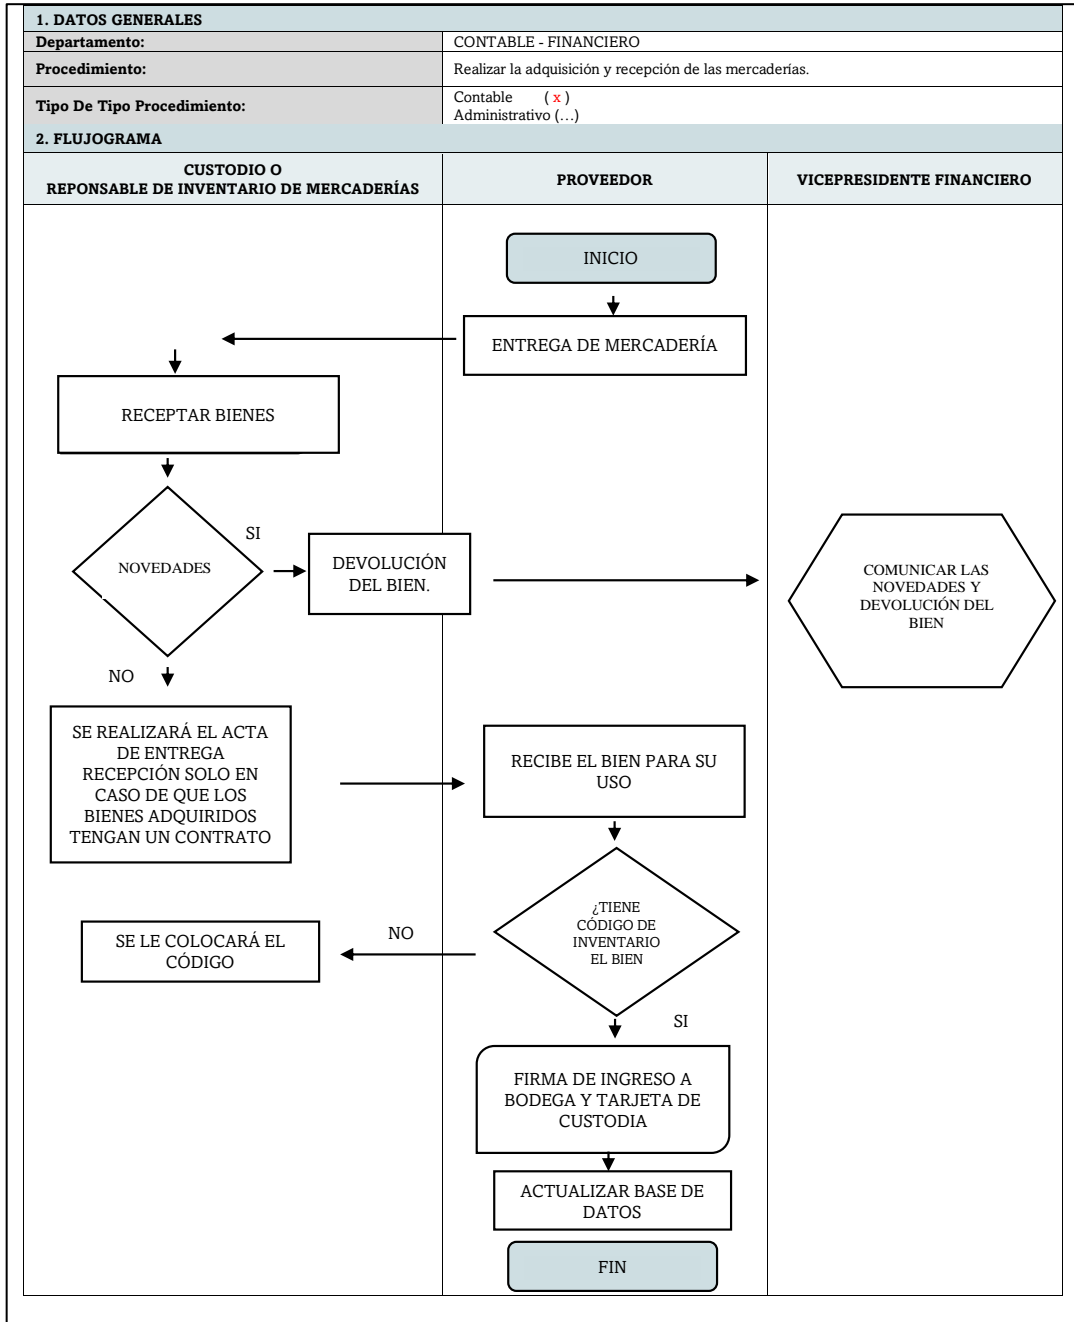 1. DATOS GENERALES
Departamento:
CONTABLE - FINANCIERO
Procedimiento:
Realizar la adquisición y recepción de las mercaderías.
Tipo De Tipo Procedimiento:
Contable ( x )
Administrativo (…)
2. FLUJOGRAMA
CUSTODIO O
REPONSABLE DE INVENTARIO DE MERCADERÍAS
PROVEEDOR
VICEPRESIDENTE FINANCIERO
INICIO
ENTREGA DE MERCADERÍA
RECEPTAR BIENES
NOVEDADES
SI
DEVOLUCIÓN
DEL BIEN.
COMUNICAR LAS
NOVEDADES Y
DEVOLUCIÓN DEL
BIEN
NO
SE REALIZARÁ EL ACTA
DE ENTREGA
RECEPCIÓN SOLO EN
CASO DE QUE LOS
BIENES ADQUIRIDOS
TENGAN UN CONTRATO
RECIBE EL BIEN PARA SU
USO
¿TIENE
CÓDIGO DE
INVENTARIO
EL BIEN
NO
SE LE COLOCARÁ EL
CÓDIGO
SI
FIRMA DE INGRESO A
BODEGA Y TARJETA DE
CUSTODIA
ACTUALIZAR BASE DE
DATOS
FIN